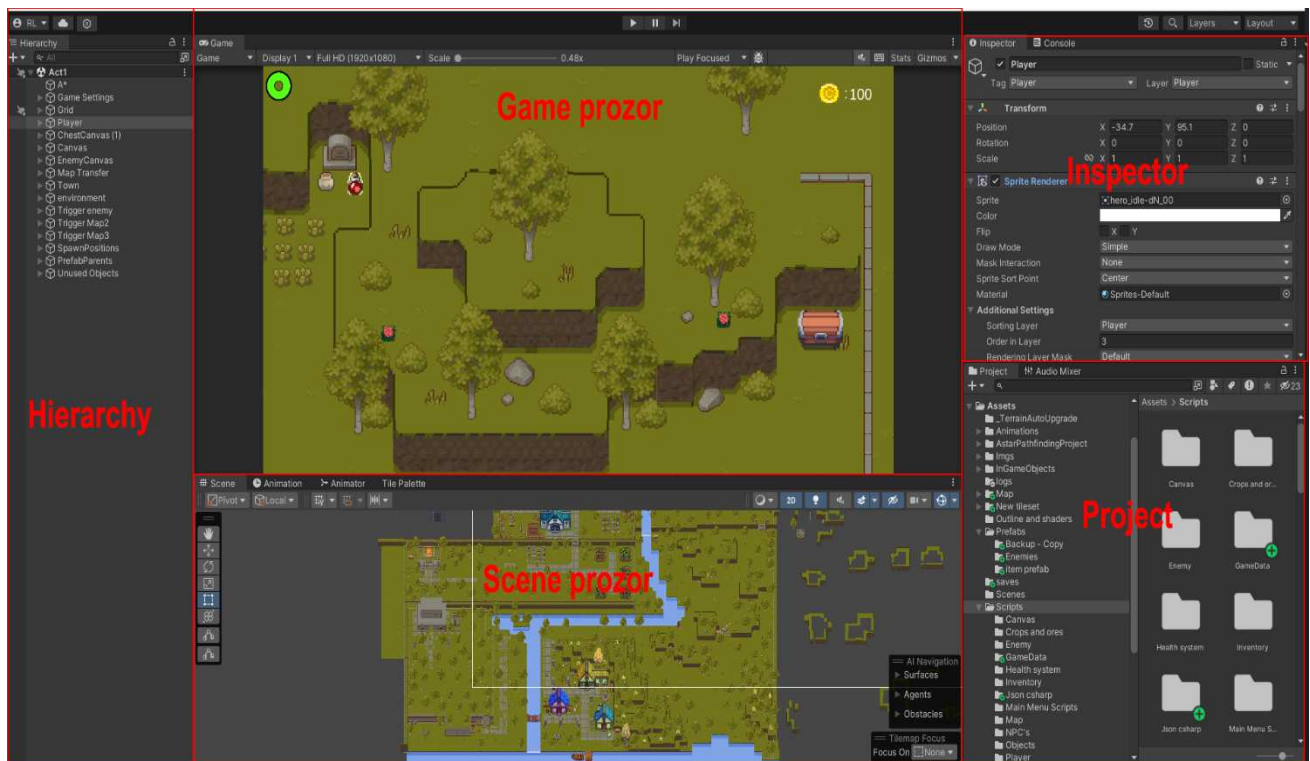 RL
Layers
Layout
Hierarchy
All
Act1
A*
Game Settings
Grid
Player
ChestCanvas (1)
Canvas
EnemyCanvas
Map Transfer
Town
environment
Trigger enemy
Trigger Map2
Trigger Map3
SpawnPositions
PrefabParents
Unused Objects
Hierarchy
Game
Game Display 1 Full HD (1920x1080) Scale 0.48x Play Focused Stats Gizmos
:100
Game prozor
Scene Animation Animator Tile Palette
Pivot Local 2D
Scene prozor
AI Navigation
Surfaces
Agents
Obstacles
Tilemap Focus
Focus On None
Inspector Console
Player Static
Tag Player Layer Player
Transform
Position X -34.7 Y 95.1 Z 0
Rotation X 0 Y 0 Z 0
Scale X 1 Y 1 Z 1
Inspector
Sprite Renderer
Sprite hero_idle-dN_00
Color
Flip X Y
Draw Mode Simple
Mask Interaction None
Sprite Sort Point Center
Material Sprites-Default
Additional Settings
Sorting Layer Player
Order in Layer 3
Rendering Layer Mask Default
Project Audio Mixer
23
Assets
_TerrainAutoUpgrade
Animations
AstarPathfindingProject
Imgs
InGameObjects
logs
Map
New tileset
Outline and shaders
Prefabs
Backup - Copy
Enemies
Item prefab
saves
Scenes
Scripts
Canvas
Crops and ores
Enemy
GameData
Health system
Inventory
Json csharp
Main Menu Scripts
Map
NPC's
Objects
Player
Assets > Scripts
Canvas Crops and or...
Project
Enemy GameData
Health system Inventory
Json csharp Main Menu S...